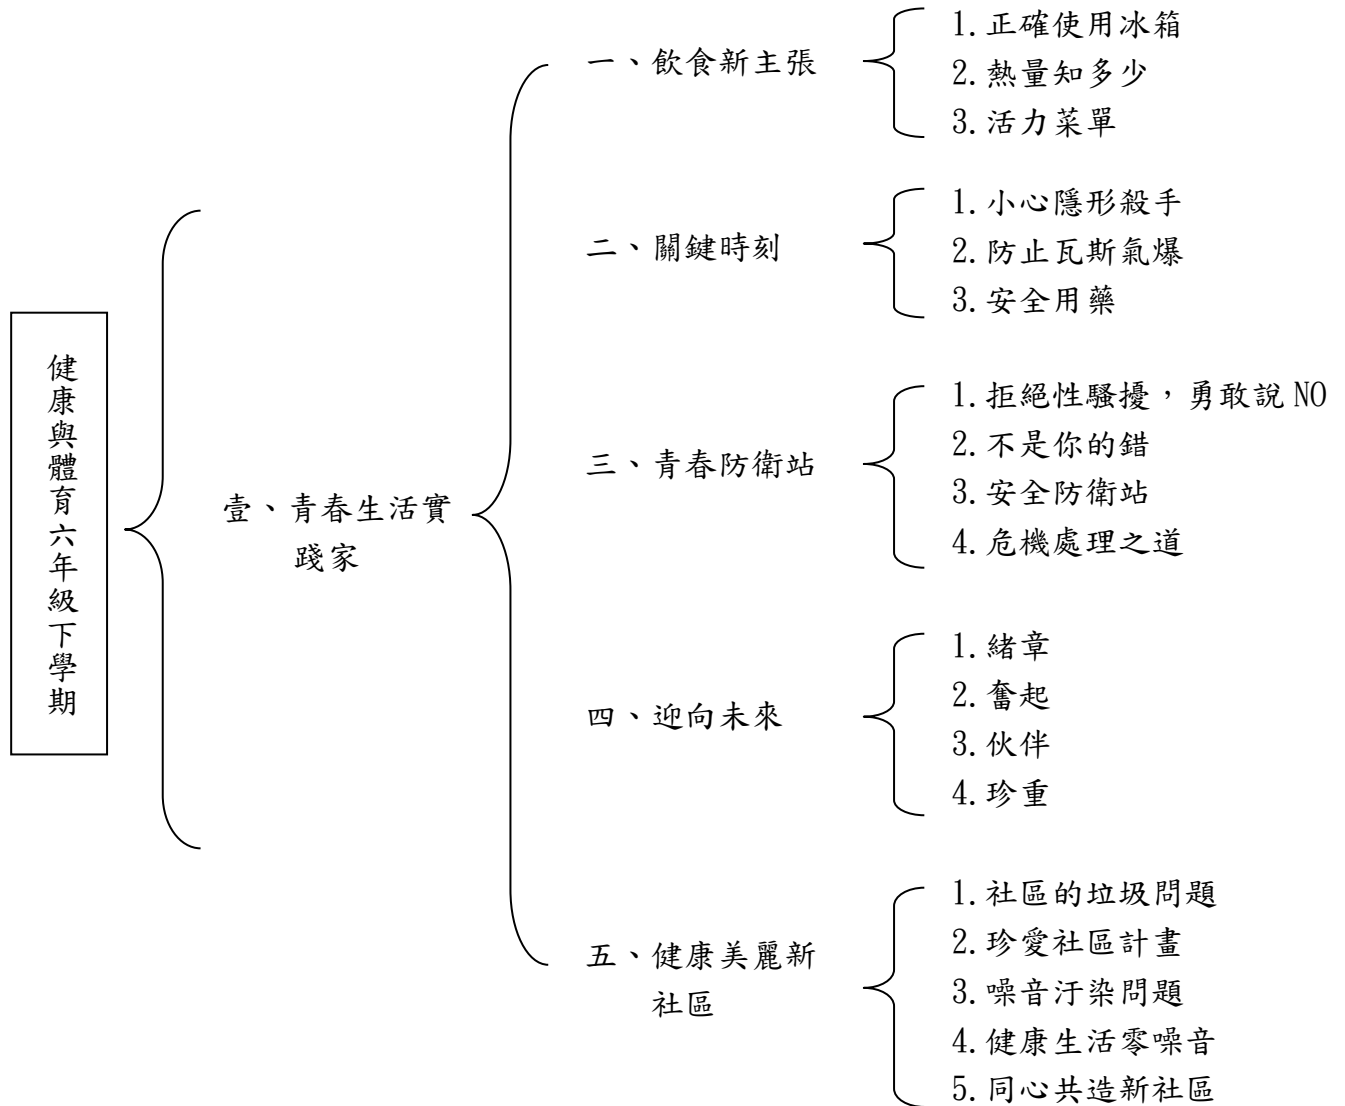 健康與體育六年級下學期
壹、青春生活實
踐家
一、飲食新主張
1.正確使用冰箱
2.熱量知多少
3.活力菜單
二、關鍵時刻
1.小心隱形殺手
2.防止瓦斯氣爆
3.安全用藥
三、青春防衛站
1.拒絕性騷擾，勇敢說 NO
2.不是你的錯
3.安全防衛站
4.危機處理之道
四、迎向未來
1.緒章
2.奮起
3.伙伴
4.珍重
五、健康美麗新
社區
1.社區的垃圾問題
2.珍愛社區計畫
3.噪音汙染問題
4.健康生活零噪音
5.同心共造新社區